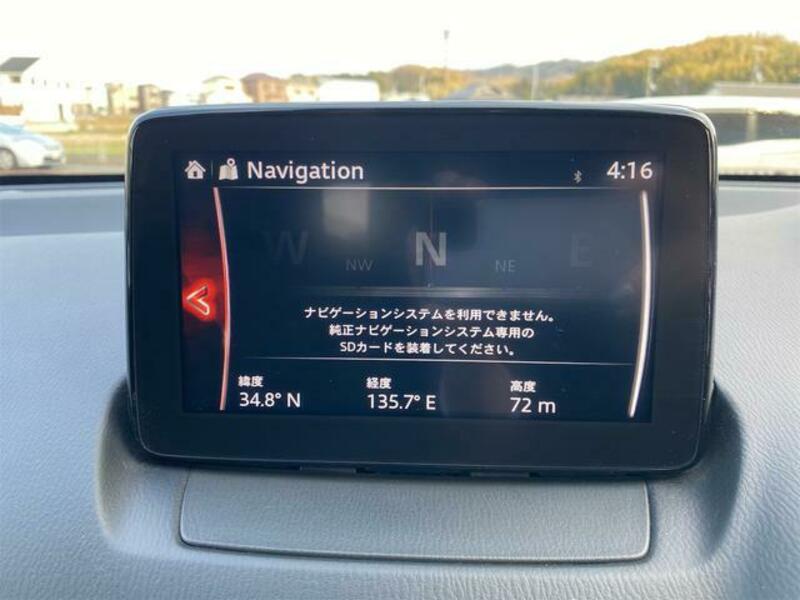 Navigation 4:16
W NW N NE E
ナビゲーションシステムを利用できません。
純正ナビゲーションシステム専用の
SDカードを装着してください。
緯度 経度 高度
34.8° N 135.7° E 72 m